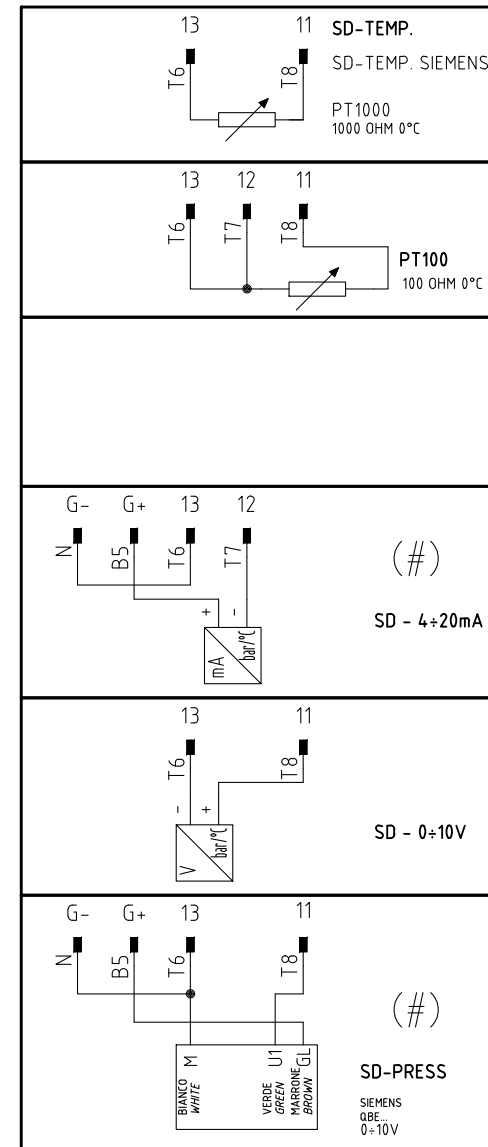 13 11 SD-TEMP.
T6 T8 SD-TEMP. SIEMENS
PT1000
1000 OHM 0°C
13 12 11
T6 T7 T8
PT100
100 OHM 0°C
G- G+ 13 12
N B5 T6 T7
(#)
+ -
mA bar/°C
SD - 4÷20mA
13 11
T6 T8
- +
V bar/°C
SD - 0÷10V
G- G+ 13 11
N B5 T6 T8
(#)
M U1 GL
BIANCO VERDE MARRONE
WHITE GREEN BROWN
SD-PRESS
SIEMENS
QBE...
0÷10V